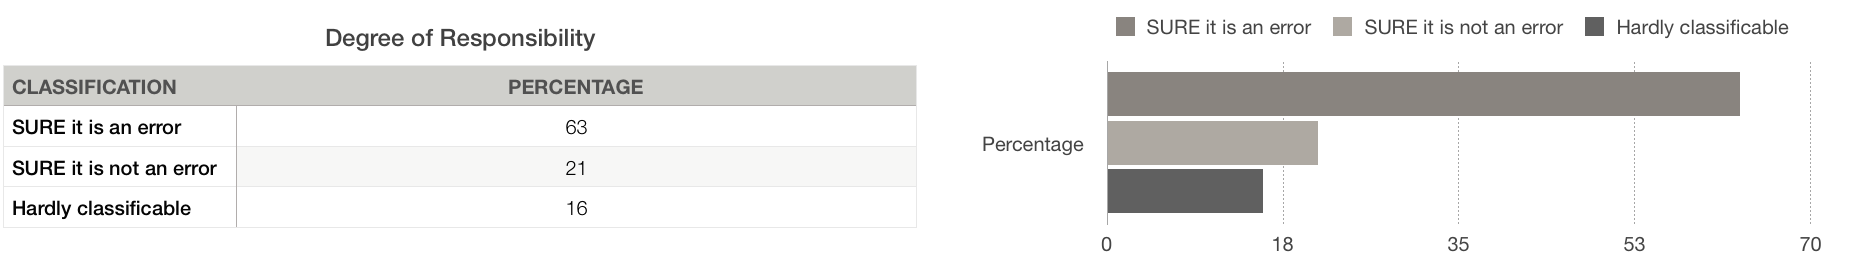 Degree of Responsibility
CLASSIFICATION PERCENTAGE
SURE it is an error 63
SURE it is not an error 21
Hardly classificable 16
SURE it is an error SURE it is not an error Hardly classificable
Percentage
0 18 35 53 70